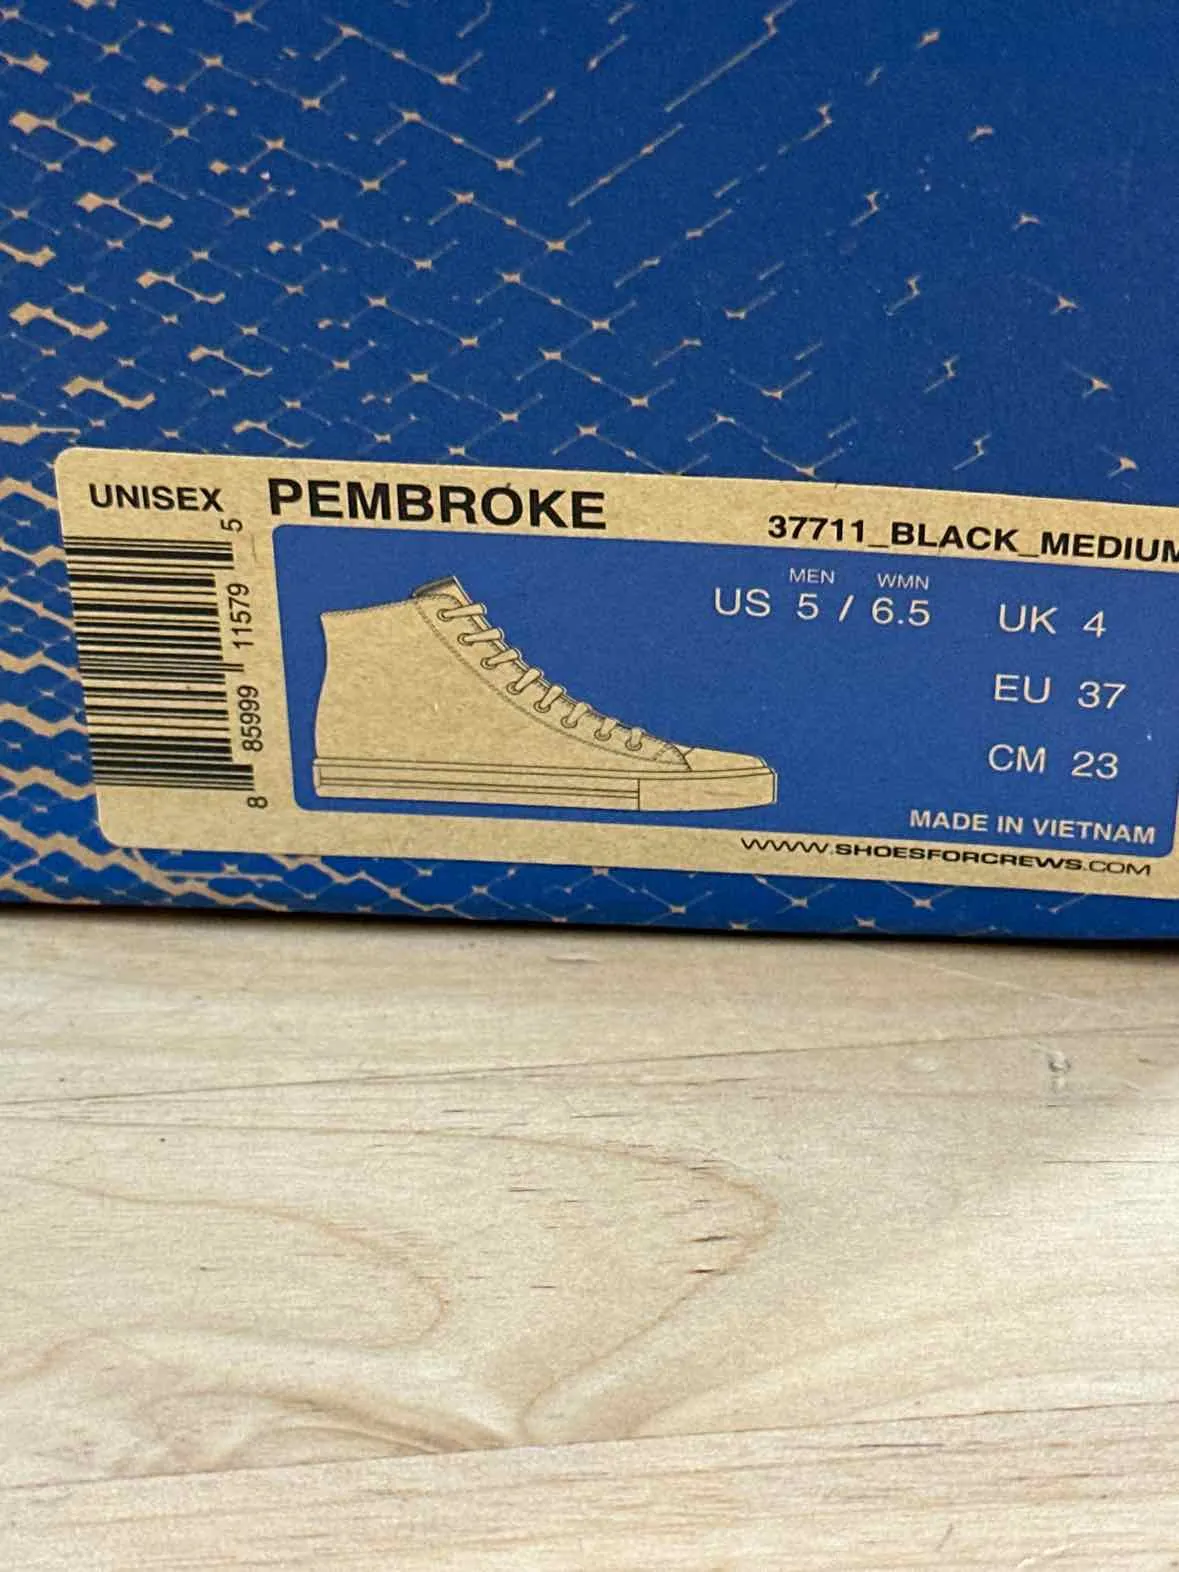 UNISEX PEMBROKE
37711_BLACK_MEDIUM
MEN WMN
US 5 / 6.5 UK 4
EU 37
CM 23
MADE IN VIETNAM
WWW.SHOESFORCREWS.COM
8 85999 11579 5